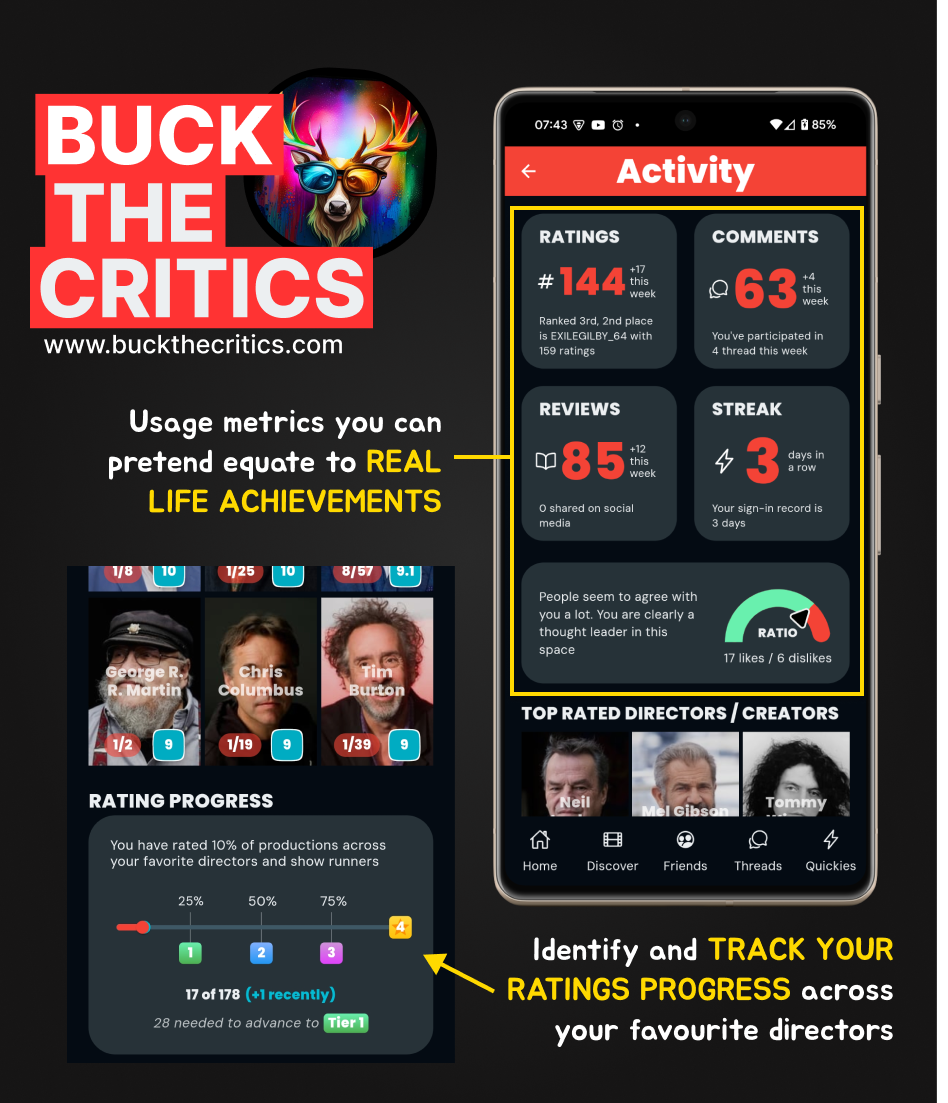 BUCK
THE
CRITICS
www.buckthecritics.com
Usage metrics you can
pretend equate to REAL
LIFE ACHIEVEMENTS
07:43
85%
Activity
RATINGS
# 144 +17
this
week
Ranked 3rd, 2nd place
is EXILEGILBY_64 with
159 ratings
COMMENTS
63 +4
this
week
You've participated in
4 thread this week
REVIEWS
85 +12
this
week
0 shared on social
media
STREAK
3 days in
a row
Your sign-in record is
3 days
People seem to agree with
you a lot. You are clearly a
thought leader in this
space
RATIO
17 likes / 6 dislikes
TOP RATED DIRECTORS / CREATORS
Neil
Mel Gibson
Tommy
Home Discover Friends Threads Quickies
1/8 10 1/25 10 8/57 9.1
George R.
R. Martin
1/2 9
Chris
Columbus
1/19 9
Tim
Burton
1/39 9
RATING PROGRESS
You have rated 10% of productions across
your favorite directors and show runners
25% 50% 75%
4
1 2 3
17 of 178 (+1 recently)
28 needed to advance to Tier 1
Identify and TRACK YOUR
RATINGS PROGRESS across
your favourite directors